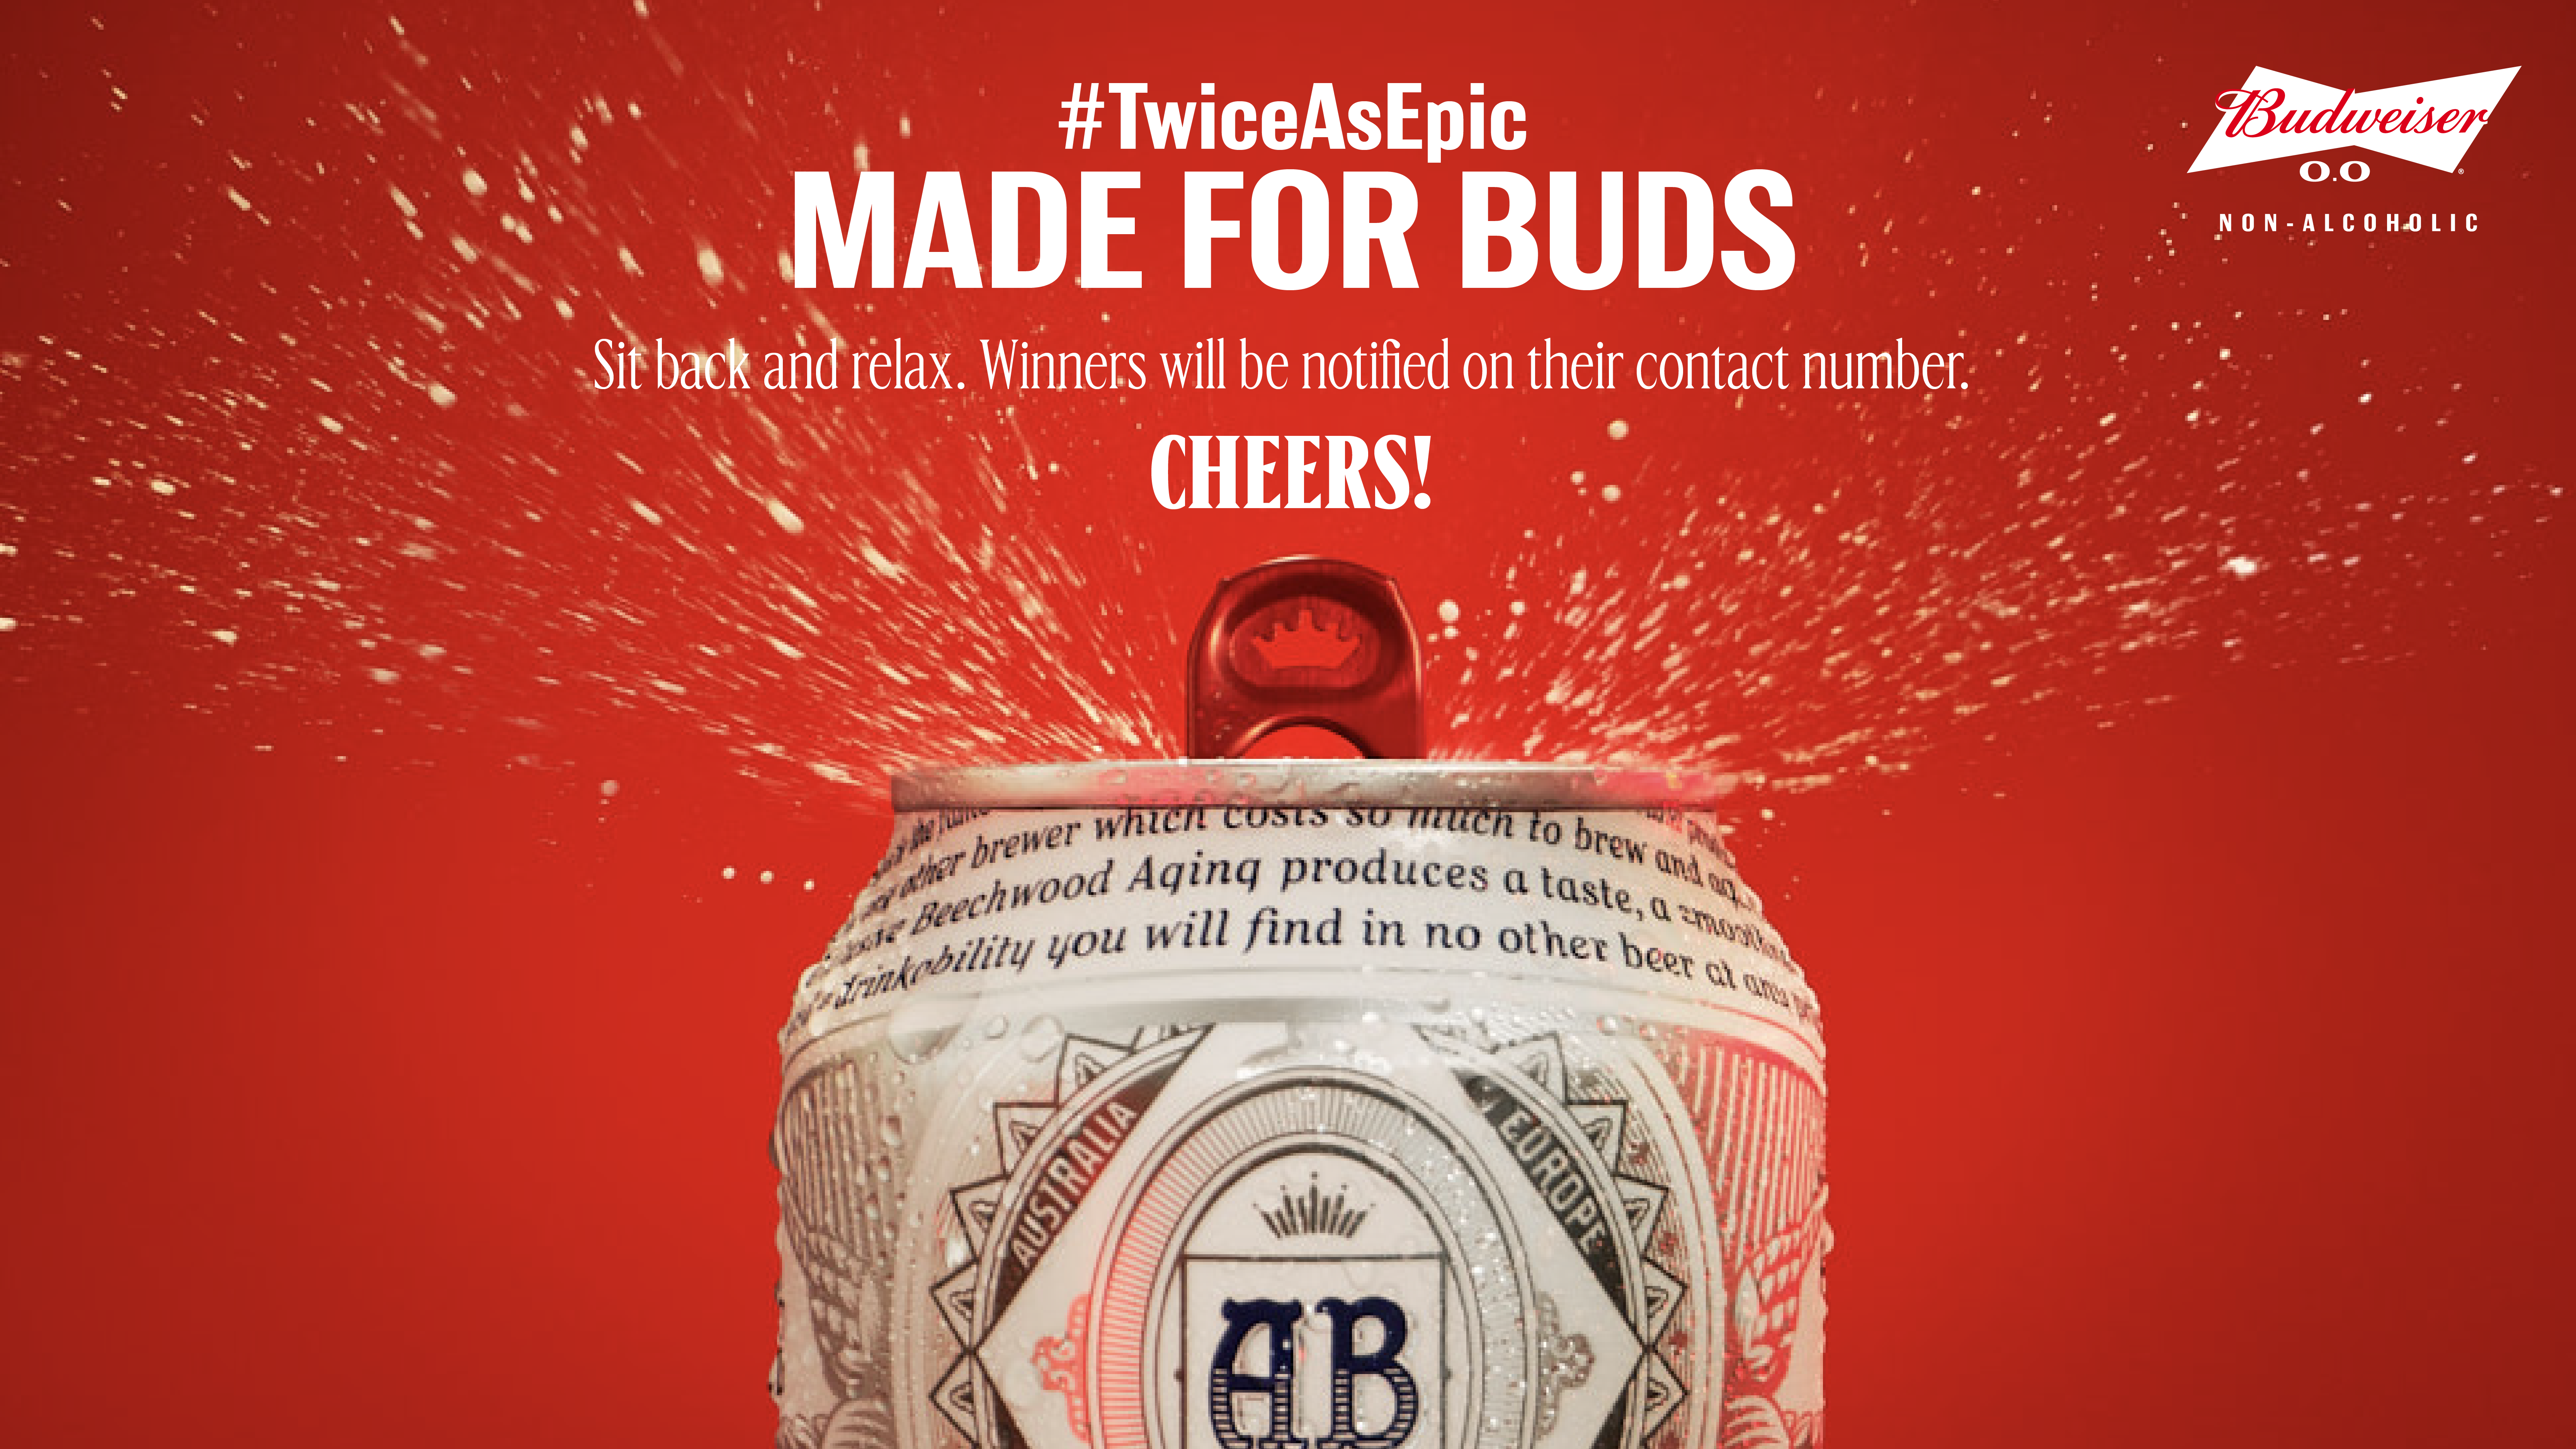 #TwiceAsEpic
MADE FOR BUDS
Sit back and relax. Winners will be notified on their contact number.
CHEERS!
Budweiser
0.0
NON-ALCOHOLIC
other brewer which costs so much to brew and
Beechwood Aging produces a taste, a
drinkability you will find in no other beer at any
AUSTRALIA
EUROPE
AB